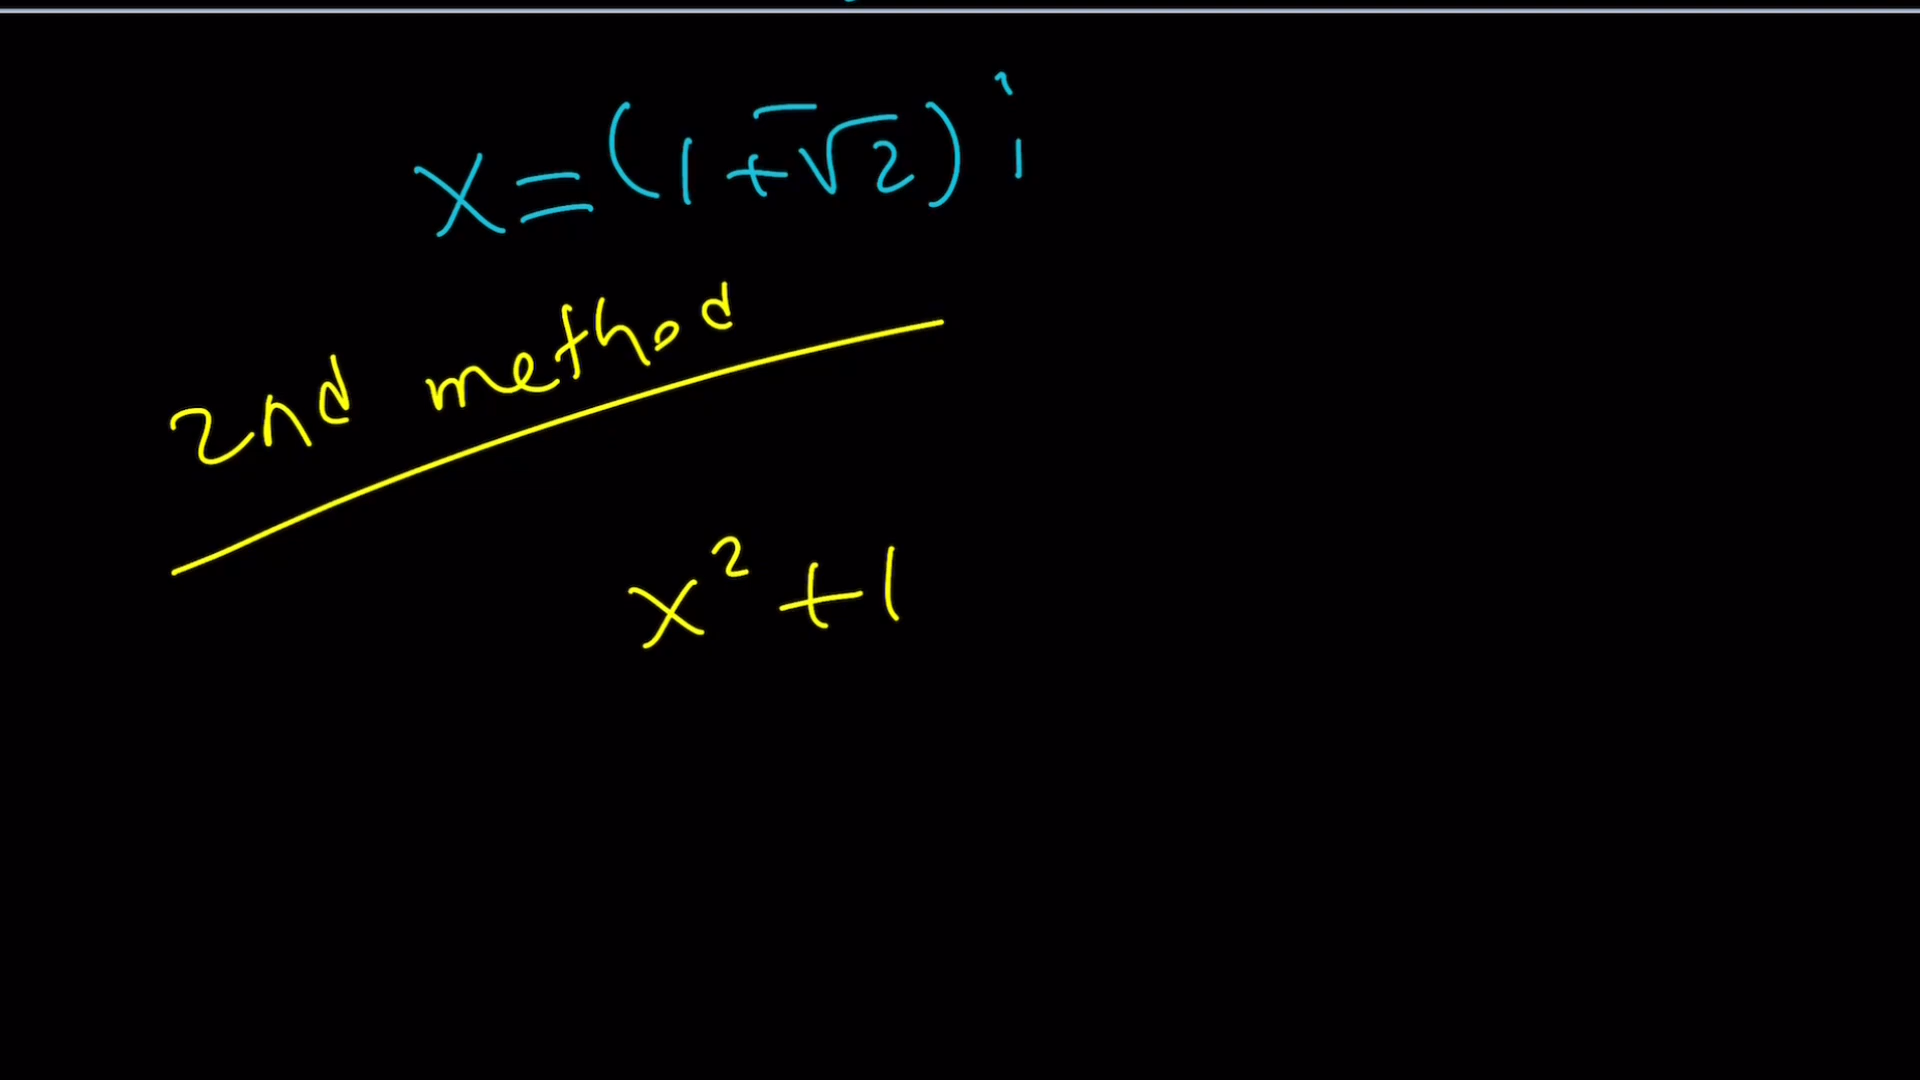 x = (1 ∓ √2) i
2nd method
x² + 1